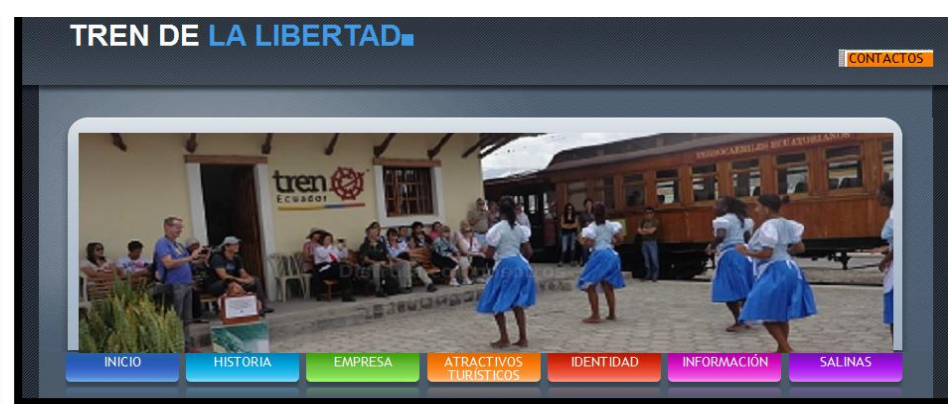 TREN DE LA LIBERTAD
CONTACTOS
tren
Ecuador
FERROCARRILES ECUATORIANOS
INICIO
HISTORIA
EMPRESA
ATRACTIVOS
TURÍSTICOS
IDENTIDAD
INFORMACIÓN
SALINAS